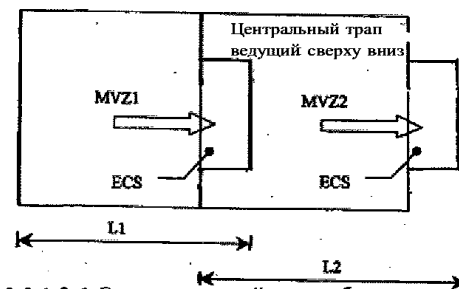 Центральный трап
ведущий сверху вниз
MVZ1
MVZ2
ECS
ECS
L1
L2